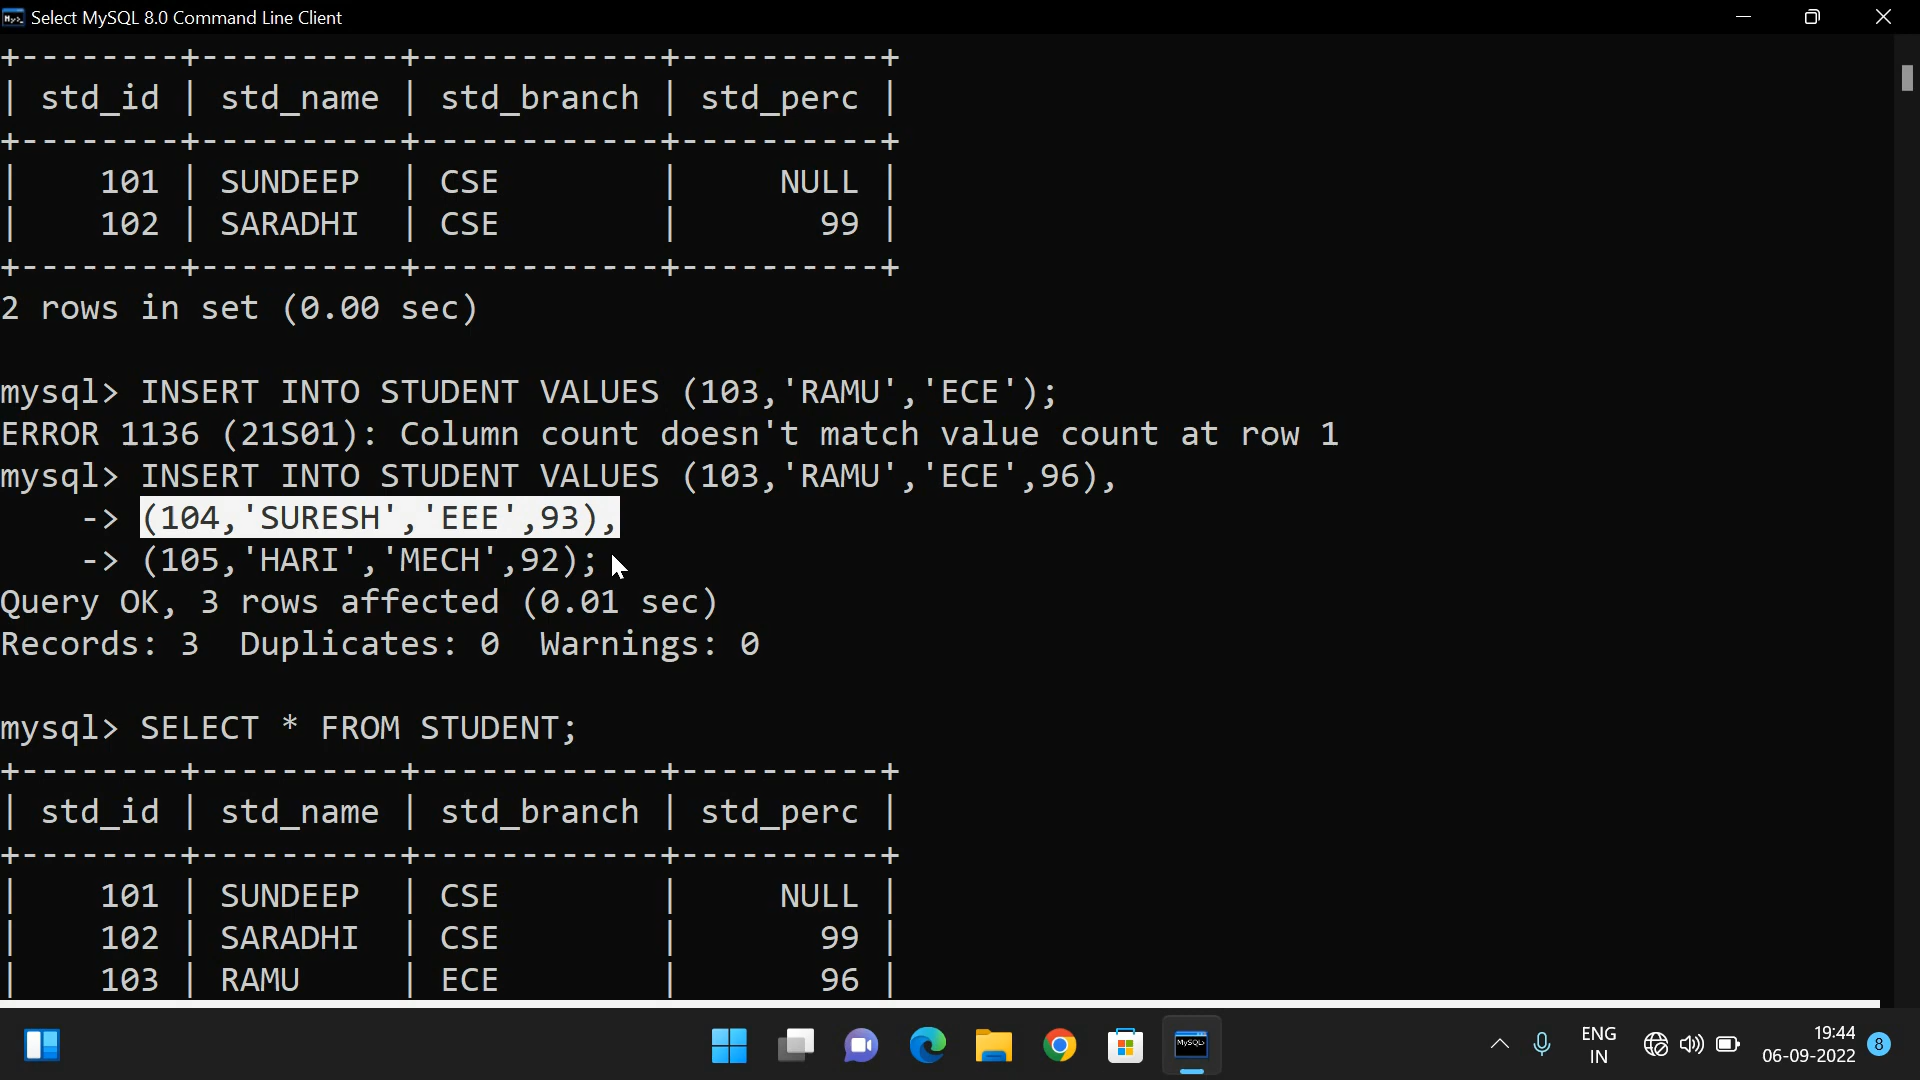 Select MySQL 8.0 Command Line Client
+--------+----------+------------+----------+
| std_id | std_name | std_branch | std_perc |
+--------+----------+------------+----------+
|    101 | SUNDEEP  | CSE        |     NULL |
|    102 | SARADHI  | CSE        |       99 |
+--------+----------+------------+----------+
2 rows in set (0.00 sec)
mysql> INSERT INTO STUDENT VALUES (103,'RAMU','ECE');
ERROR 1136 (21S01): Column count doesn't match value count at row 1
mysql> INSERT INTO STUDENT VALUES (103,'RAMU','ECE',96),
    -> (104,'SURESH','EEE',93),
    -> (105,'HARI','MECH',92);
Query OK, 3 rows affected (0.01 sec)
Records: 3  Duplicates: 0  Warnings: 0
mysql> SELECT * FROM STUDENT;
+--------+----------+------------+----------+
| std_id | std_name | std_branch | std_perc |
+--------+----------+------------+----------+
|    101 | SUNDEEP  | CSE        |     NULL |
|    102 | SARADHI  | CSE        |       99 |
|    103 | RAMU     | ECE        |       96 |
MySQL>
ENG
IN
19:44
06-09-2022
8